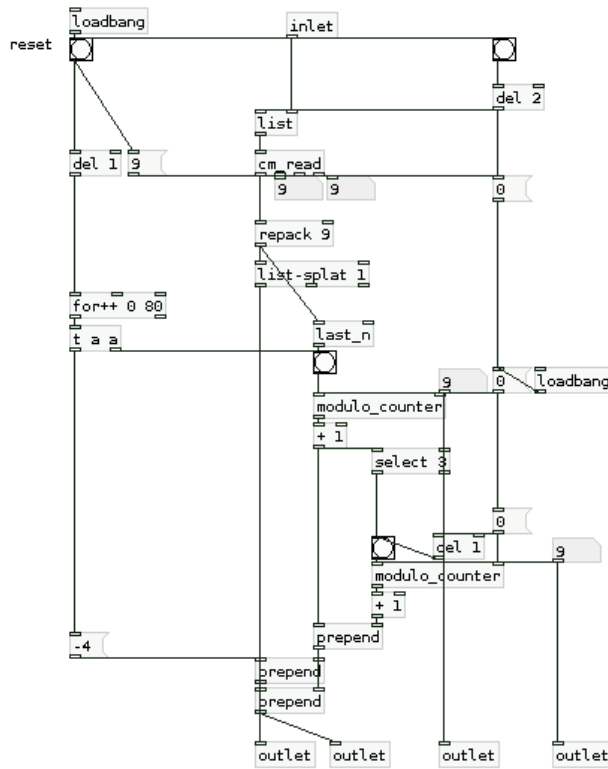 loadbang
reset
inlet
del 2
list
del 1
9
cm_read
9
9
0
repack 9
list-splat 1
for++ 0 80
last_n
t a a
9
0
loadbang
modulo_counter
+ 1
select 3
0
del 1
9
modulo_counter
+ 1
prepend
-4
prepend
prepend
outlet
outlet
outlet
outlet